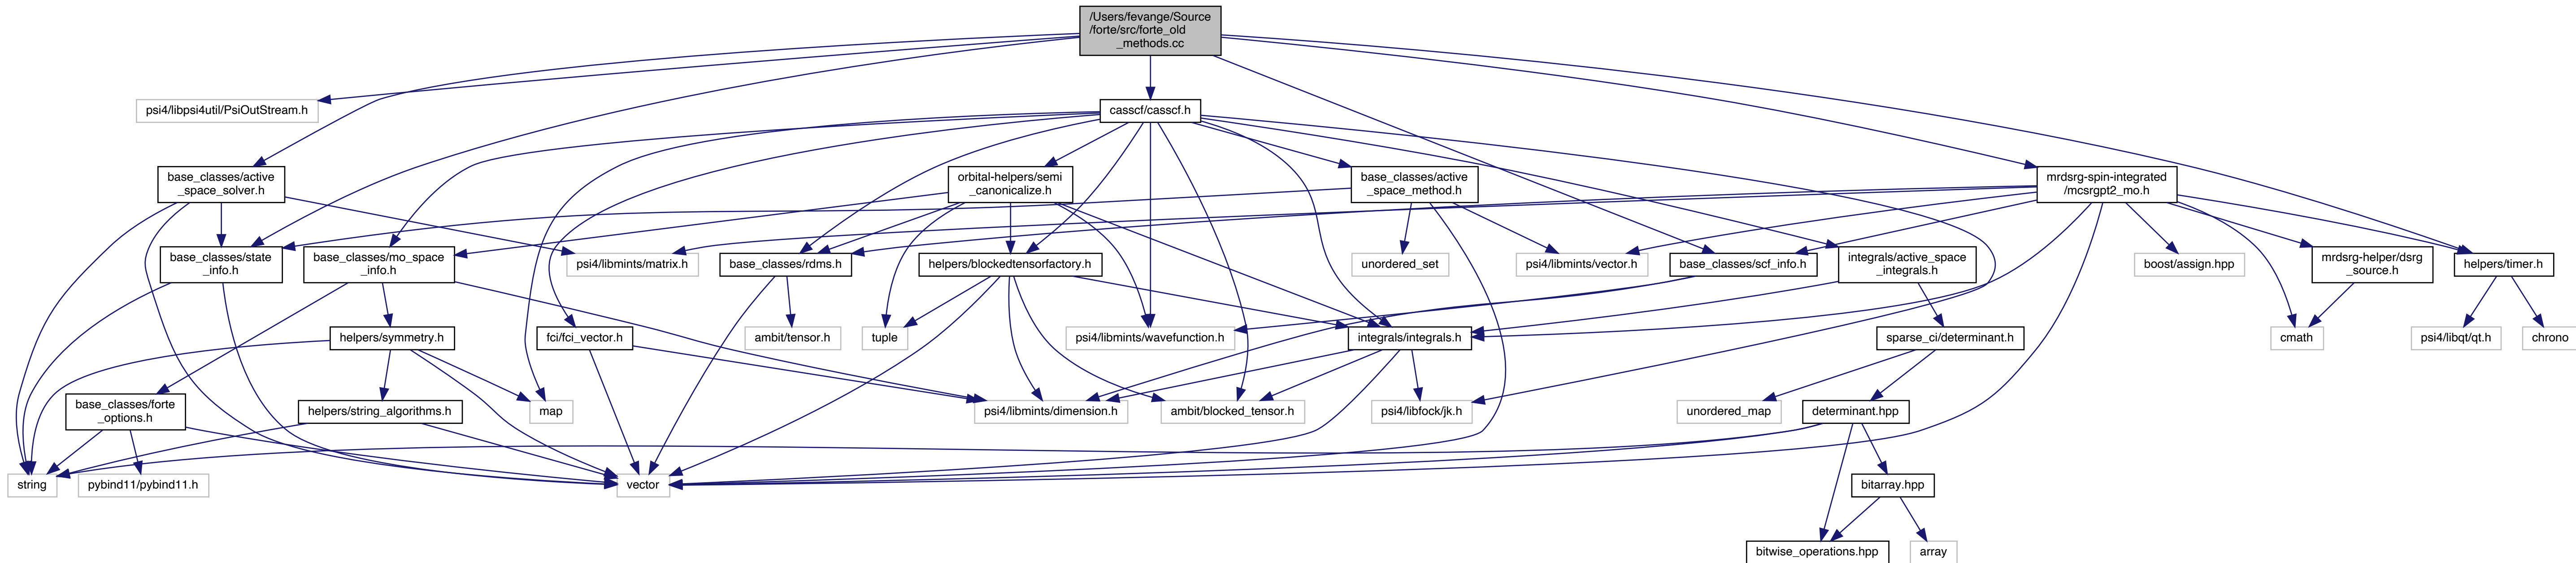 /Users/fevange/Source
/forte/src/forte_old
_methods.cc
psi4/libpsi4util/PsiOutStream.h
casscf/casscf.h
base_classes/active
_space_solver.h
orbital-helpers/semi
_canonicalize.h
base_classes/active
_space_method.h
mrdsrg-spin-integrated
/mcsrgpt2_mo.h
base_classes/state
_info.h
base_classes/mo_space
_info.h
psi4/libmints/matrix.h
base_classes/rdms.h
helpers/blockedtensorfactory.h
unordered_set
psi4/libmints/vector.h
base_classes/scf_info.h
integrals/active_space
_integrals.h
boost/assign.hpp
mrdsrg-helper/dsrg
_source.h
helpers/timer.h
helpers/symmetry.h
fci/fci_vector.h
ambit/tensor.h
tuple
psi4/libmints/wavefunction.h
integrals/integrals.h
sparse_ci/determinant.h
cmath
psi4/libqt/qt.h
chrono
base_classes/forte
_options.h
helpers/string_algorithms.h
map
psi4/libmints/dimension.h
ambit/blocked_tensor.h
psi4/libfock/jk.h
unordered_map
determinant.hpp
string
pybind11/pybind11.h
vector
bitarray.hpp
bitwise_operations.hpp
array